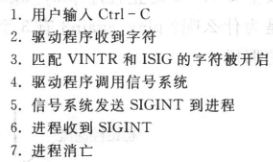 1. 用户输入 Ctrl-C
2. 驱动程序收到字符
3. 匹配 VINTR 和 ISIG 的字符被开启
4. 驱动程序调用信号系统
5. 信号系统发送 SIGINT 到进程
6. 进程收到 SIGINT
7. 进程消亡